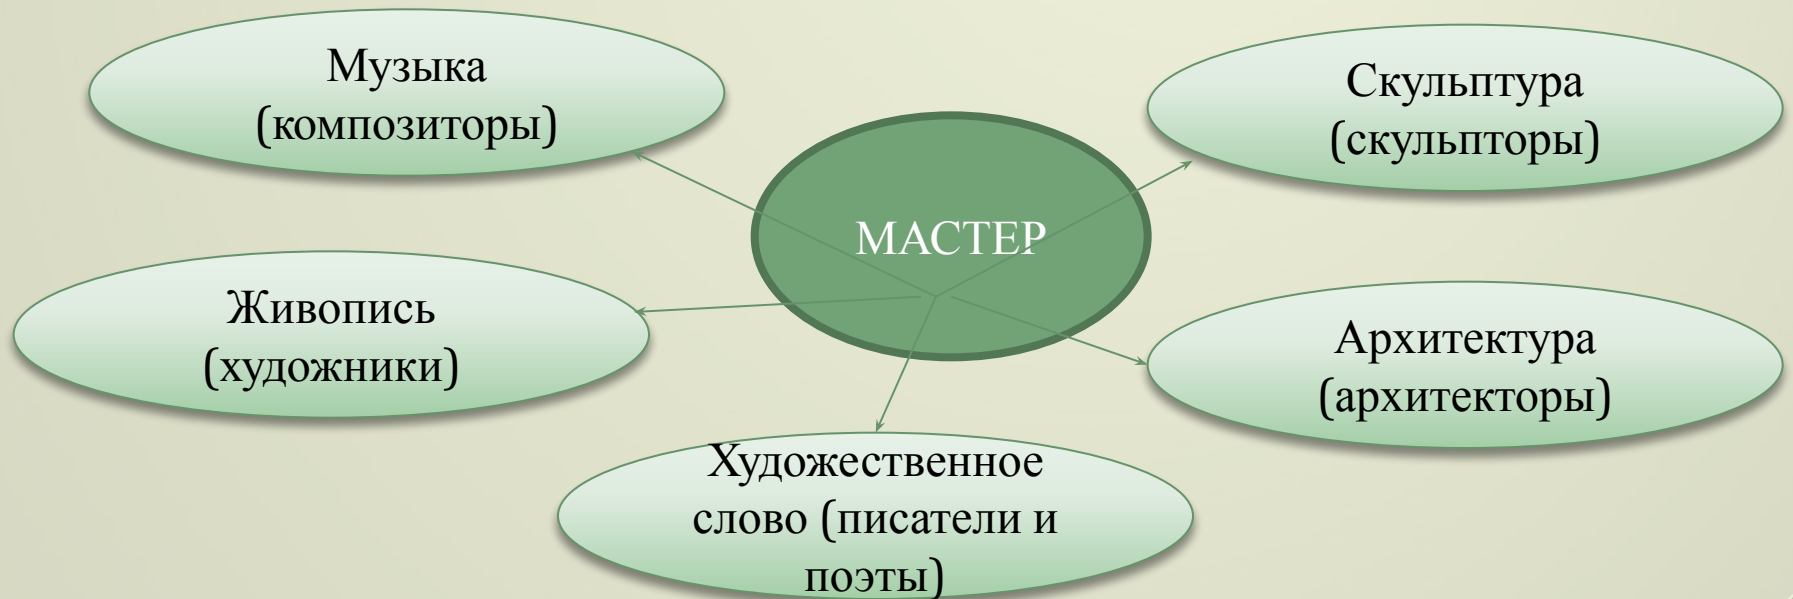 Музыка
(композиторы)
Скульптура
(скульпторы)
МАСТЕР
Живопись
(художники)
Архитектура
(архитекторы)
Художественное
слово (писатели и
поэты)